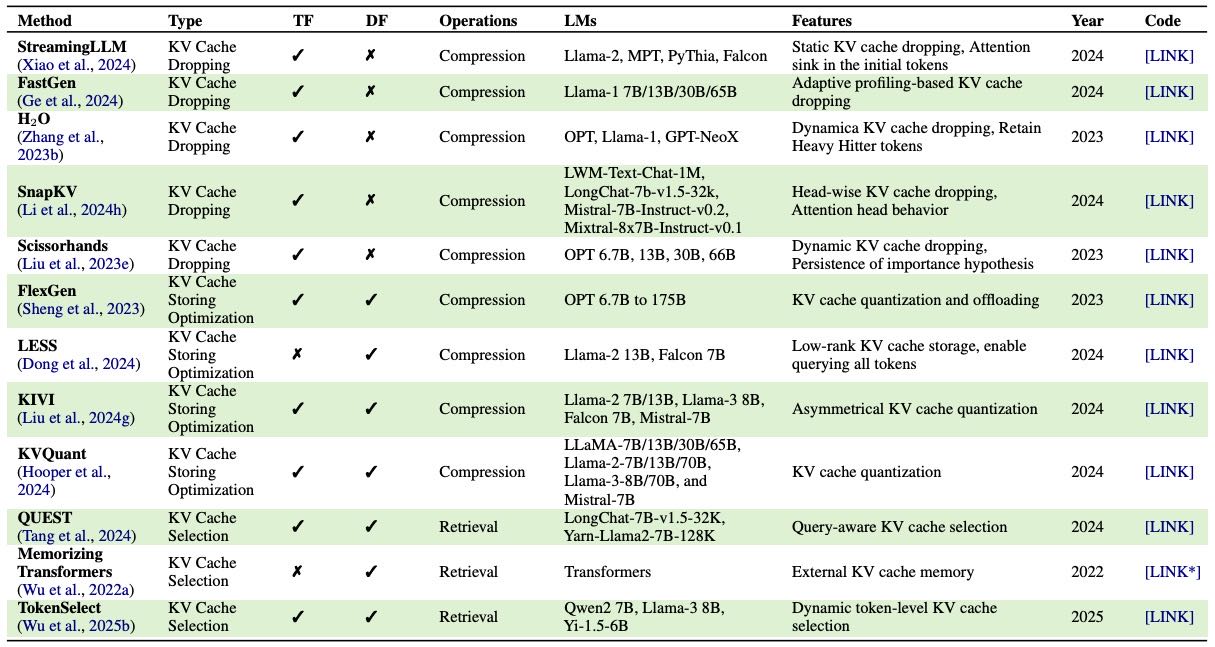 Method Type TF DF Operations LMs Features Year Code
StreamingLLM
(Xiao et al., 2024)
KV Cache
Dropping
✓ ✗ Compression Llama-2, MPT, PyThia, Falcon
Static KV cache dropping, Attention
sink in the initial tokens
2024 [LINK]
FastGen
(Ge et al., 2024)
KV Cache
Dropping
✓ ✗ Compression Llama-1 7B/13B/30B/65B
Adaptive profiling-based KV cache
dropping
2024 [LINK]
H₂O
(Zhang et al.,
2023b)
KV Cache
Dropping
✓ ✗ Compression OPT, Llama-1, GPT-NeoX
Dynamica KV cache dropping, Retain
Heavy Hitter tokens
2023 [LINK]
SnapKV
(Li et al., 2024h)
KV Cache
Dropping
✓ ✗ Compression
LWM-Text-Chat-1M,
LongChat-7b-v1.5-32k,
Mistral-7B-Instruct-v0.2,
Mixtral-8x7B-Instruct-v0.1
Head-wise KV cache dropping,
Attention head behavior
2024 [LINK]
Scissorhands
(Liu et al., 2023e)
KV Cache
Dropping
✓ ✗ Compression OPT 6.7B, 13B, 30B, 66B
Dynamic KV cache dropping,
Persistence of importance hypothesis
2023 [LINK]
FlexGen
(Sheng et al., 2023)
KV Cache
Storing
Optimization
✓ ✓ Compression OPT 6.7B to 175B
KV cache quantization and offloading
2023 [LINK]
LESS
(Dong et al., 2024)
KV Cache
Storing
Optimization
✗ ✓ Compression Llama-2 13B, Falcon 7B
Low-rank KV cache storage, enable
querying all tokens
2024 [LINK]
KIVI
(Liu et al., 2024g)
KV Cache
Storing
Optimization
✓ ✓ Compression
Llama-2 7B/13B, Llama-3 8B,
Falcon 7B, Mistral-7B
Asymmetrical KV cache quantization
2024 [LINK]
KVQuant
(Hooper et al.,
2024)
KV Cache
Storing
Optimization
✓ ✓ Compression
LLaMA-7B/13B/30B/65B,
Llama-2-7B/13B/70B,
Llama-3-8B/70B, and
Mistral-7B
KV cache quantization
2024 [LINK]
QUEST
(Tang et al., 2024)
KV Cache
Selection
✓ ✓ Retrieval
LongChat-7B-v1.5-32K,
Yarn-Llama2-7B-128K
Query-aware KV cache selection
2024 [LINK]
Memorizing
Transformers
(Wu et al., 2022a)
KV Cache
Selection
✗ ✓ Retrieval Transformers
External KV cache memory
2022 [LINK*]
TokenSelect
(Wu et al., 2025b)
KV Cache
Selection
✓ ✓ Retrieval
Qwen2 7B, Llama-3 8B,
Yi-1.5-6B
Dynamic token-level KV cache
selection
2025 [LINK]